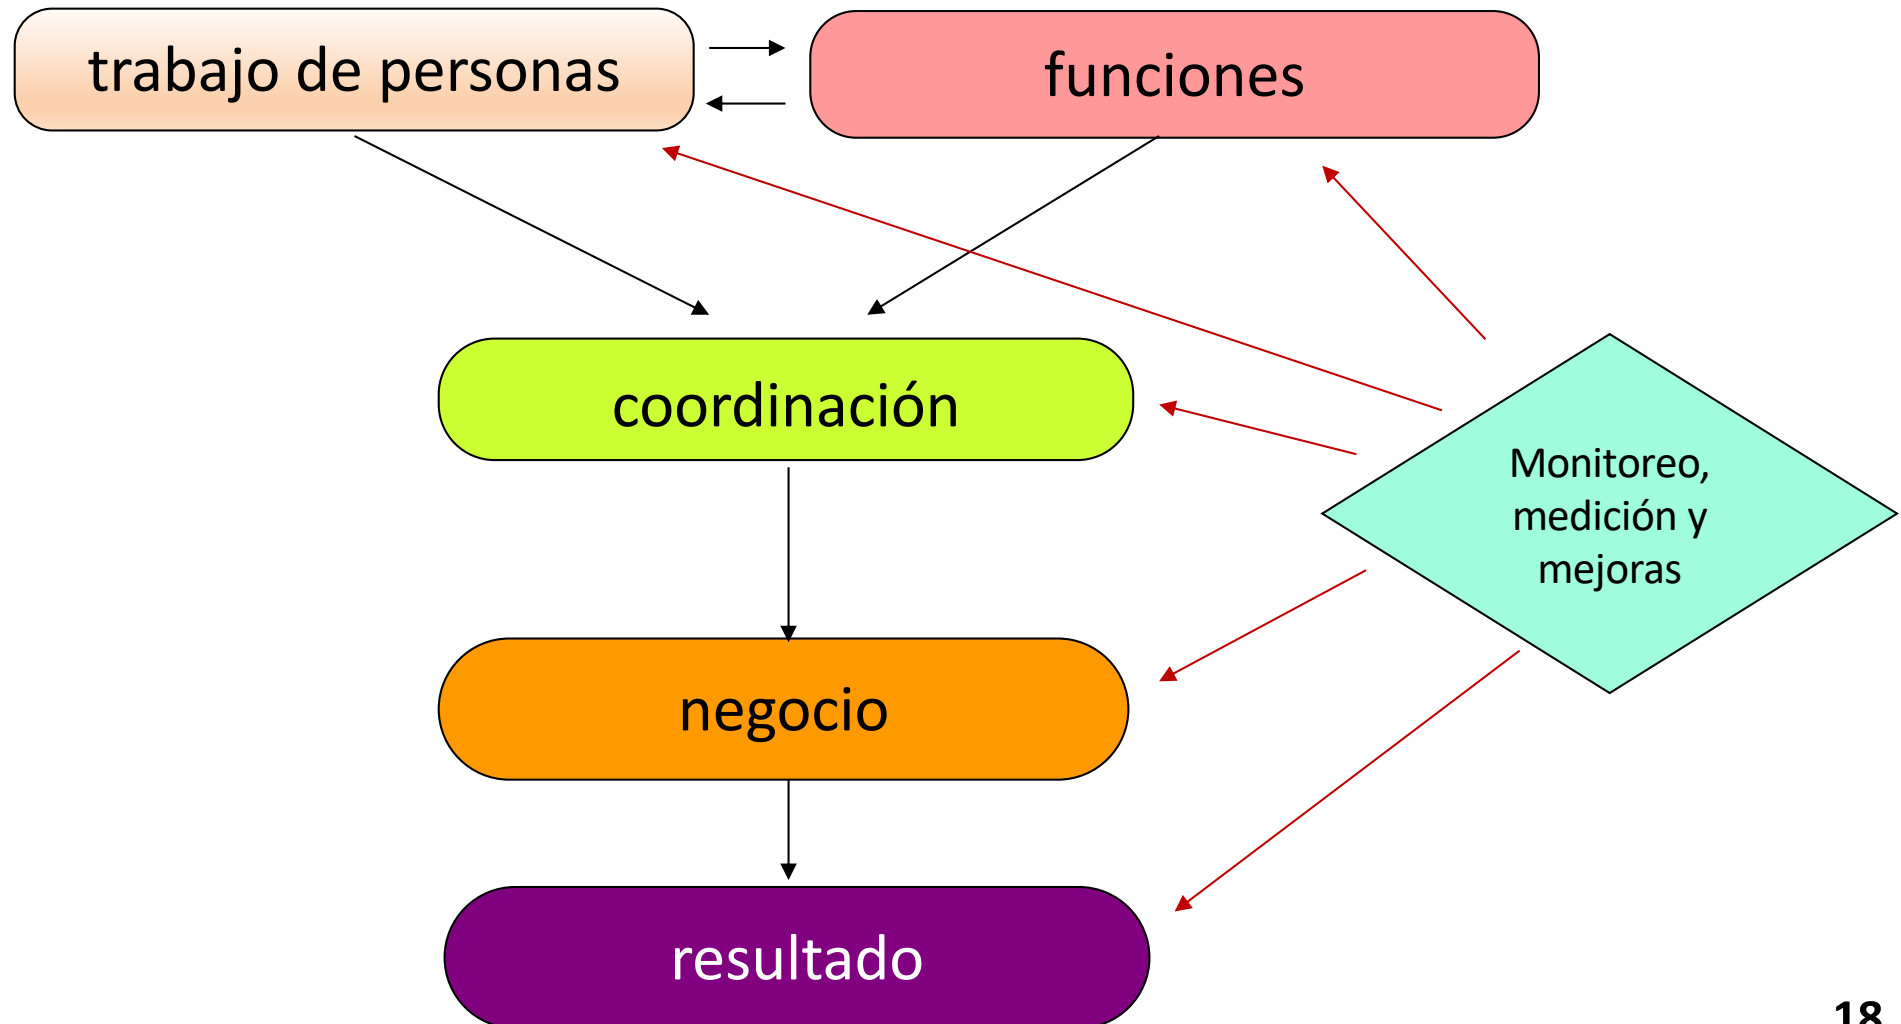 trabajo de personas
funciones
coordinación
Monitoreo,
medición y
mejoras
negocio
resultado
18